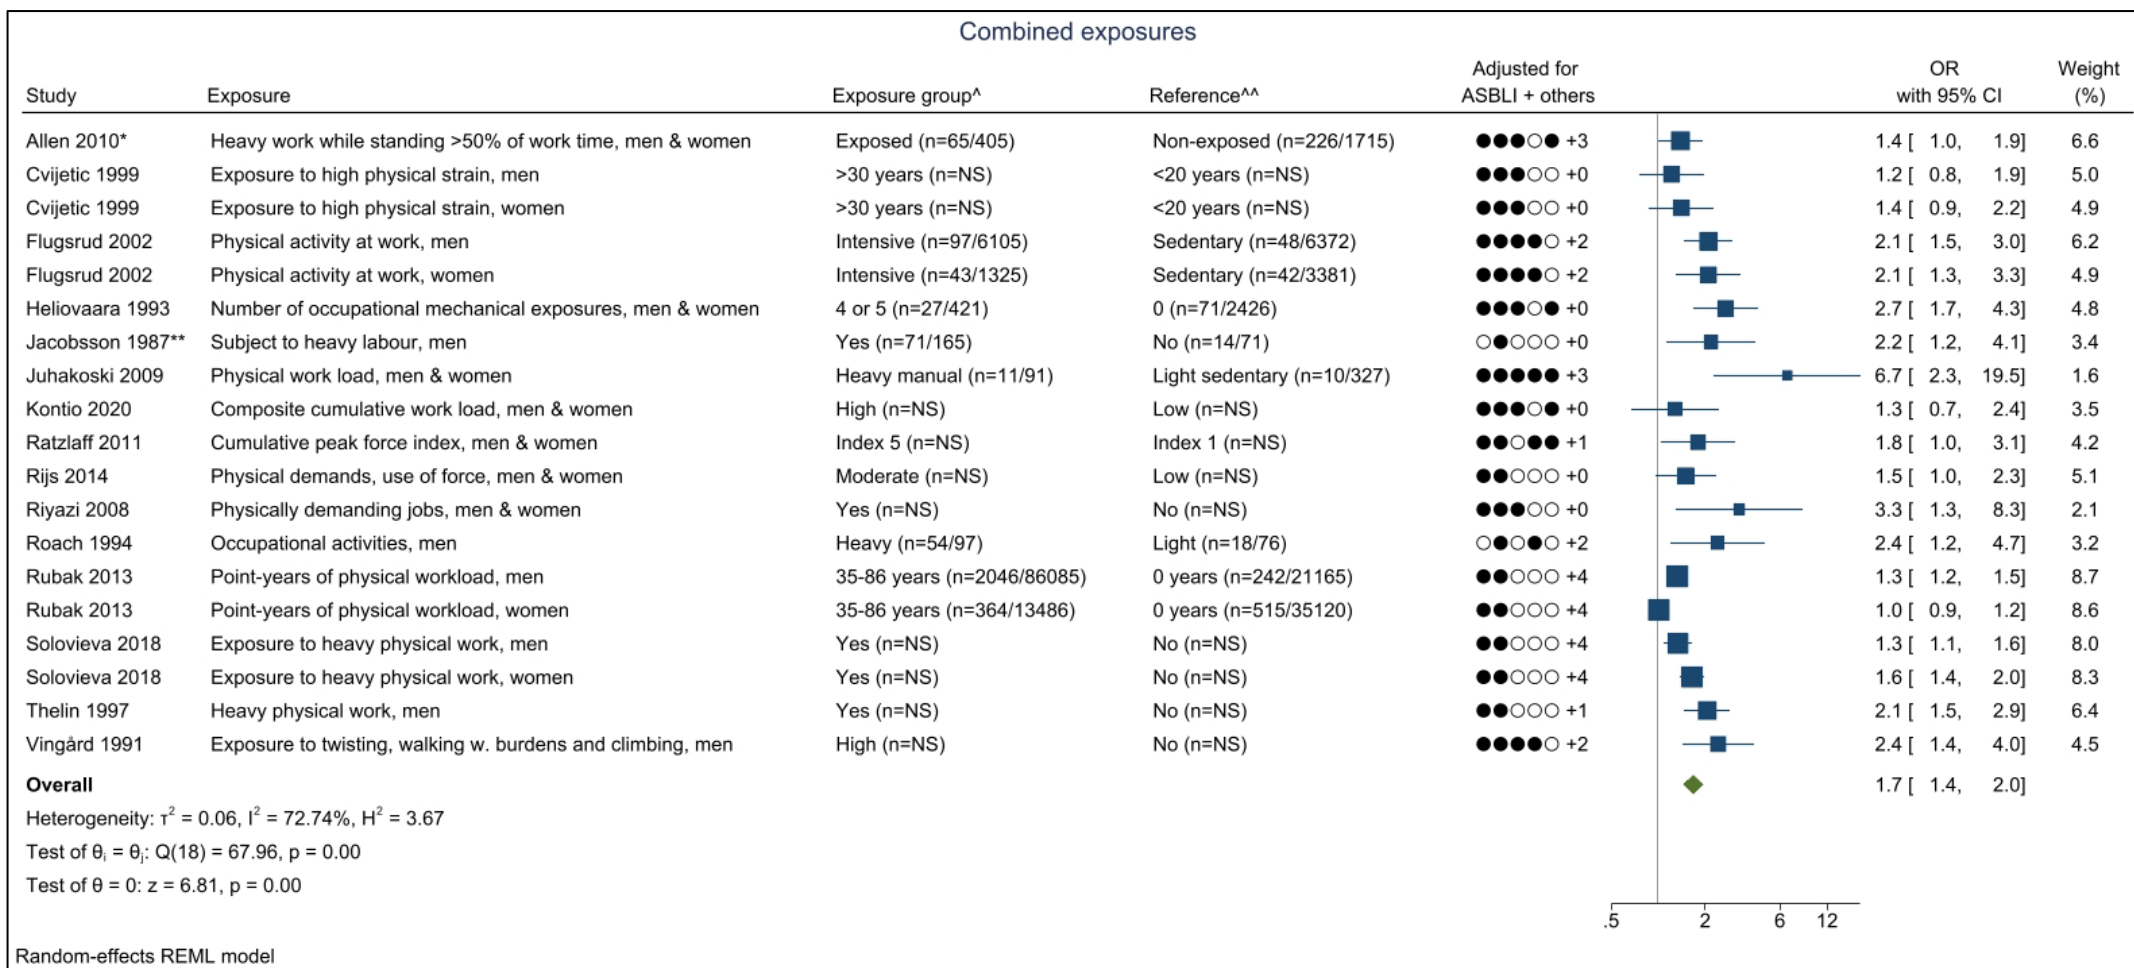 Combined exposures
Adjusted for OR Weight
Study Exposure Exposure group^ Reference^^ ASBLI + others with 95% CI (%)
Allen 2010* Heavy work while standing >50% of work time, men & women Exposed (n=65/405) Non-exposed (n=226/1715) ●●●○● +3 1.4 [ 1.0, 1.9] 6.6
Cvijetic 1999 Exposure to high physical strain, men >30 years (n=NS) <20 years (n=NS) ●●●○○ +0 1.2 [ 0.8, 1.9] 5.0
Cvijetic 1999 Exposure to high physical strain, women >30 years (n=NS) <20 years (n=NS) ●●●○○ +0 1.4 [ 0.9, 2.2] 4.9
Flugsrud 2002 Physical activity at work, men Intensive (n=97/6105) Sedentary (n=48/6372) ●●●●○ +2 2.1 [ 1.5, 3.0] 6.2
Flugsrud 2002 Physical activity at work, women Intensive (n=43/1325) Sedentary (n=42/3381) ●●●●○ +2 2.1 [ 1.3, 3.3] 4.9
Heliovaara 1993 Number of occupational mechanical exposures, men & women 4 or 5 (n=27/421) 0 (n=71/2426) ●●●○● +0 2.7 [ 1.7, 4.3] 4.8
Jacobsson 1987** Subject to heavy labour, men Yes (n=71/165) No (n=14/71) ○●○○○ +0 2.2 [ 1.2, 4.1] 3.4
Juhakoski 2009 Physical work load, men & women Heavy manual (n=11/91) Light sedentary (n=10/327) ●●●●● +3 6.7 [ 2.3, 19.5] 1.6
Kontio 2020 Composite cumulative work load, men & women High (n=NS) Low (n=NS) ●●●○● +0 1.3 [ 0.7, 2.4] 3.5
Ratzlaff 2011 Cumulative peak force index, men & women Index 5 (n=NS) Index 1 (n=NS) ●●○●● +1 1.8 [ 1.0, 3.1] 4.2
Rijs 2014 Physical demands, use of force, men & women Moderate (n=NS) Low (n=NS) ●●○○○ +0 1.5 [ 1.0, 2.3] 5.1
Riyazi 2008 Physically demanding jobs, men & women Yes (n=NS) No (n=NS) ●●●○○ +0 3.3 [ 1.3, 8.3] 2.1
Roach 1994 Occupational activities, men Heavy (n=54/97) Light (n=18/76) ○●○●○ +2 2.4 [ 1.2, 4.7] 3.2
Rubak 2013 Point-years of physical workload, men 35-86 years (n=2046/86085) 0 years (n=242/21165) ●●○○○ +4 1.3 [ 1.2, 1.5] 8.7
Rubak 2013 Point-years of physical workload, women 35-86 years (n=364/13486) 0 years (n=515/35120) ●●○○○ +4 1.0 [ 0.9, 1.2] 8.6
Solovieva 2018 Exposure to heavy physical work, men Yes (n=NS) No (n=NS) ●●○○○ +4 1.3 [ 1.1, 1.6] 8.0
Solovieva 2018 Exposure to heavy physical work, women Yes (n=NS) No (n=NS) ●●○○○ +4 1.6 [ 1.4, 2.0] 8.3
Thelin 1997 Heavy physical work, men Yes (n=NS) No (n=NS) ●●○○○ +1 2.1 [ 1.5, 2.9] 6.4
Vingård 1991 Exposure to twisting, walking w. burdens and climbing, men High (n=NS) No (n=NS) ●●●●○ +2 2.4 [ 1.4, 4.0] 4.5
Overall 1.7 [ 1.4, 2.0]
Heterogeneity: τ² = 0.06, I² = 72.74%, H² = 3.67
Test of θᵢ = θⱼ: Q(18) = 67.96, p = 0.00
Test of θ = 0: z = 6.81, p = 0.00
.5 2 6 12
Random-effects REML model